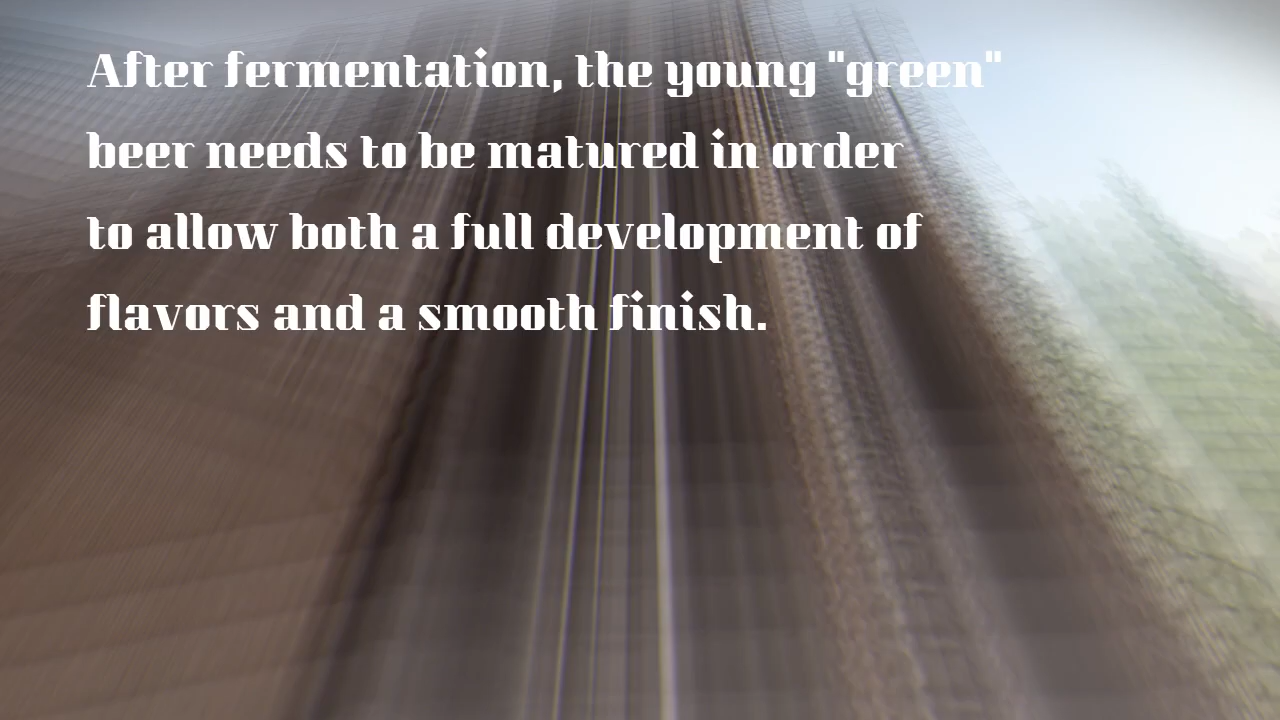 After fermentation, the young "green"
beer needs to be matured in order
to allow both a full development of
flavors and a smooth finish.